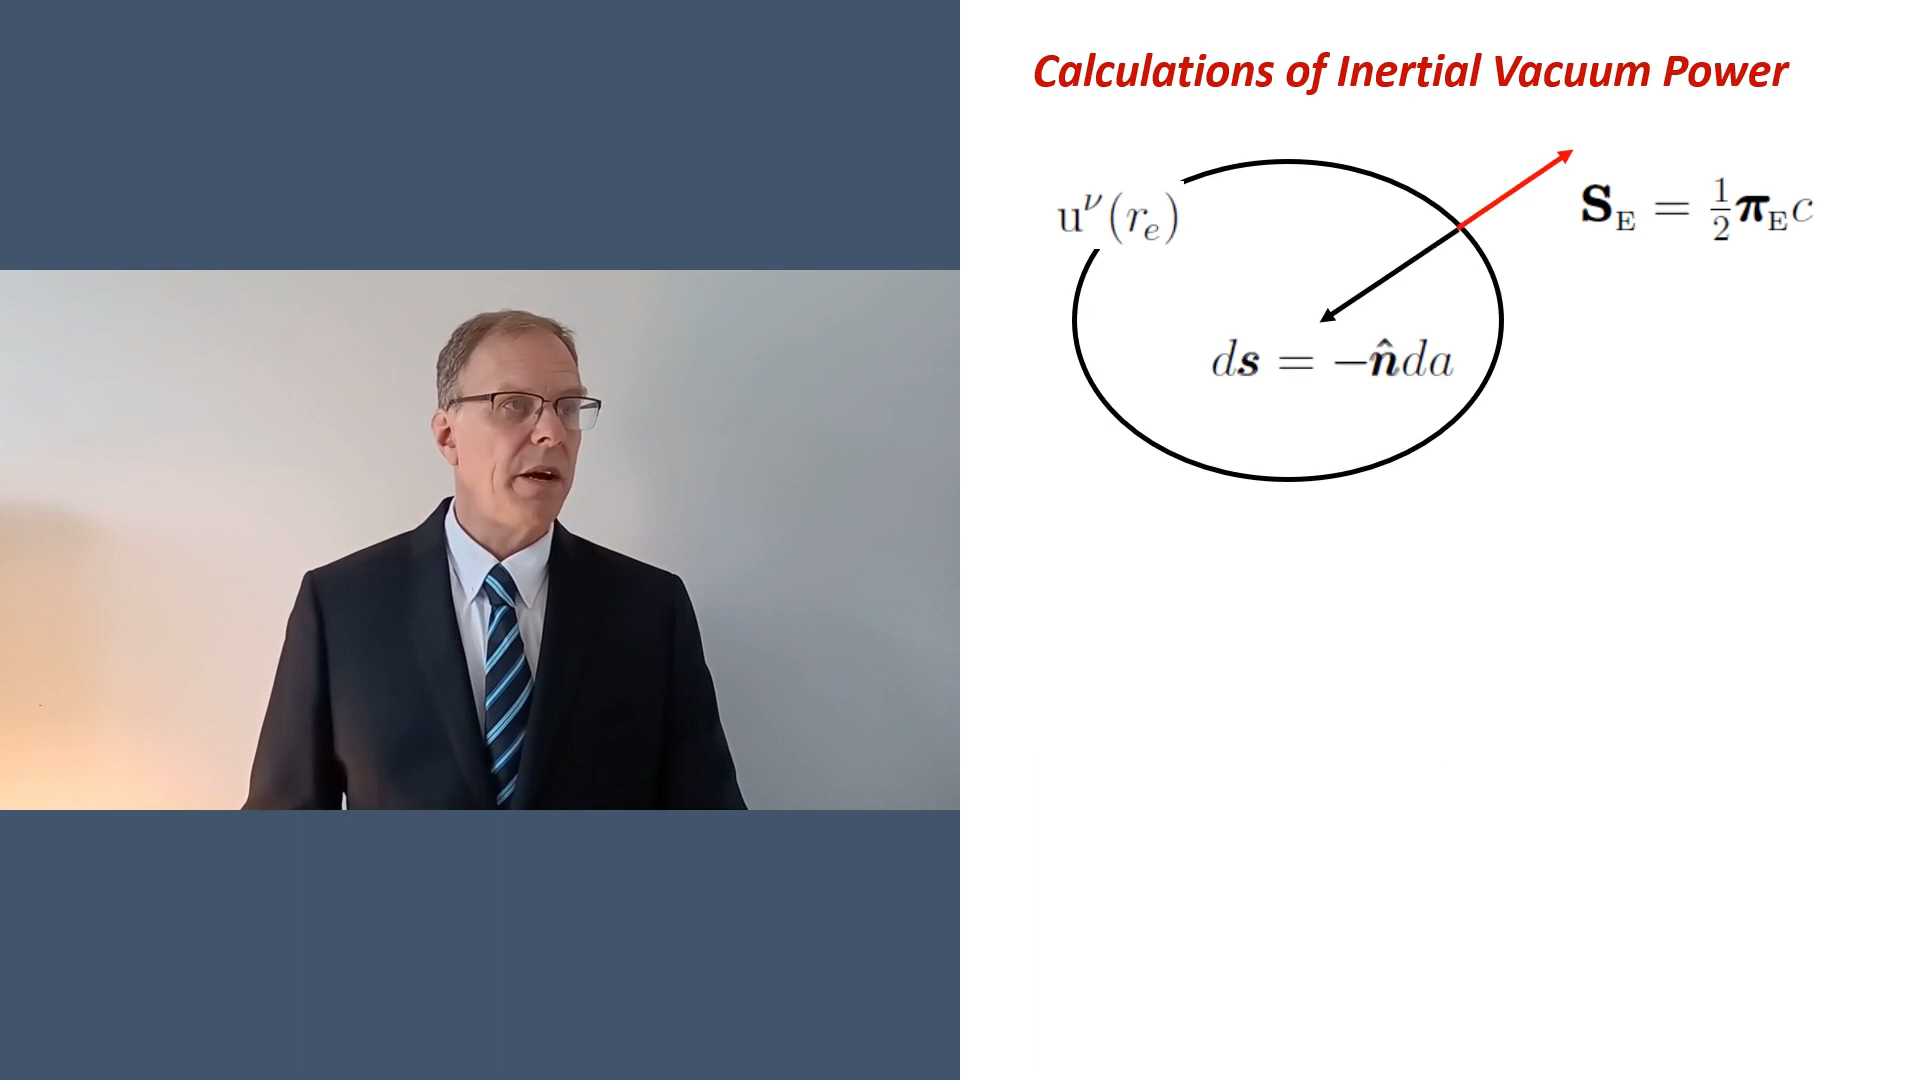 Calculations of Inertial Vacuum Power
𝐒_E = ½𝛑_E c
u^ν(r_e)
d𝒔 = −𝒏̂da